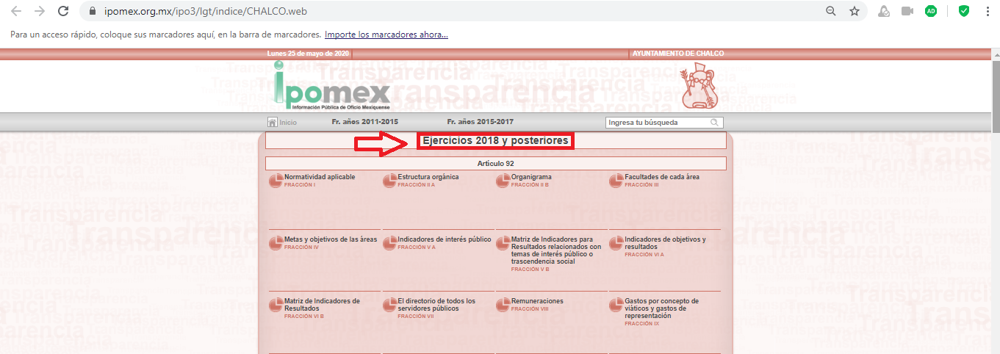 ipomex.org.mx/ipo3/lgt/indice/CHALCO.web
AD
Para un acceso rápido, coloque sus marcadores aquí, en la barra de marcadores. Importe los marcadores ahora...
Lunes 25 de mayo de 2020
AYUNTAMIENTO DE CHALCO
Transparencia
ipomex
Información Pública de Oficio Mexiquense
Inicio
Fr. años 2011-2015
Fr. años 2015-2017
Ingresa tu búsqueda
Ejercicios 2018 y posteriores
Artículo 92
Normatividad aplicable
FRACCIÓN I
Estructura orgánica
FRACCIÓN II A
Organigrama
FRACCIÓN II B
Facultades de cada área
FRACCIÓN III
Metas y objetivos de las áreas
FRACCIÓN IV
Indicadores de interés público
FRACCIÓN V A
Matriz de Indicadores para
Resultados relacionados con
temas de interés público o
trascendencia social
FRACCIÓN V B
Indicadores de objetivos y
resultados
FRACCIÓN VI A
Matriz de Indicadores de
Resultados
FRACCIÓN VI B
El directorio de todos los
servidores públicos
FRACCIÓN VII
Remuneraciones
FRACCIÓN VIII
Gastos por concepto de
viáticos y gastos de
representación
FRACCIÓN IX